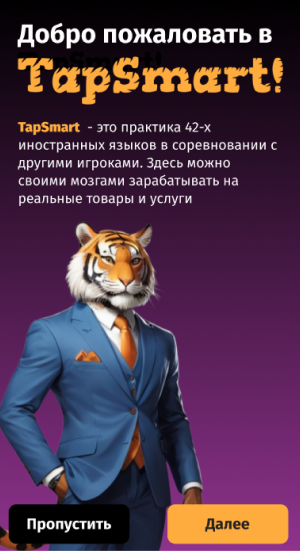 Добро пожаловать в
TapSmart!
TapSmart - это практика 42-х
иностранных языков в соревновании с
другими игроками. Здесь можно
своими мозгами зарабатывать на
реальные товары и услуги
Пропустить
Далее